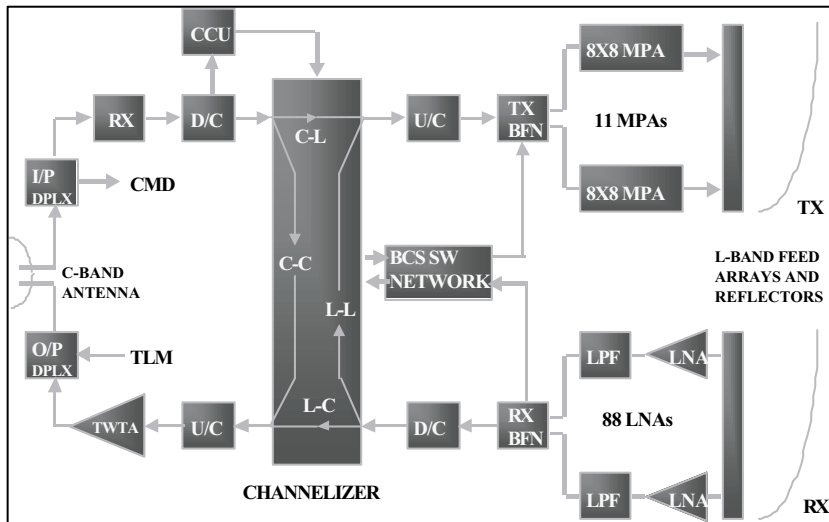 CCU
8X8 MPA
RX
D/C
C-L
U/C
TX
BFN
11 MPAs
I/P
DPLX
CMD
8X8 MPA
TX
C-BAND
ANTENNA
C-C
BCS SW
NETWORK
L-BAND FEED
ARRAYS AND
REFLECTORS
L-L
O/P
DPLX
TLM
LPF
LNA
TWTA
U/C
L-C
D/C
RX
BFN
88 LNAs
LPF
LNA
RX
CHANNELIZER